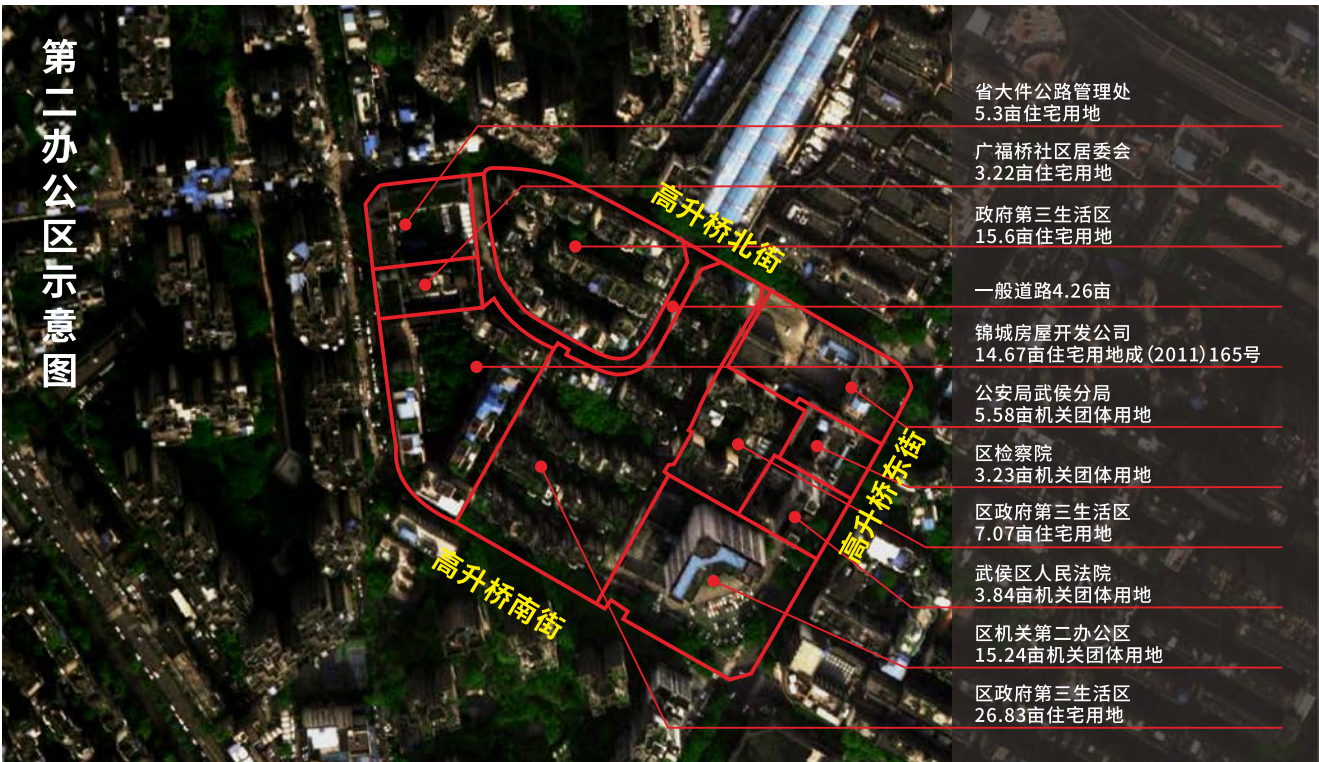 第二办公区示意图
高升桥北街
高升桥东街
高升桥南街
省大件公路管理处
5.3亩住宅用地
广福桥社区居委会
3.22亩住宅用地
政府第三生活区
15.6亩住宅用地
一般道路4.26亩
锦城房屋开发公司
14.67亩住宅用地成(2011)165号
公安局武侯分局
5.58亩机关团体用地
区检察院
3.23亩机关团体用地
区政府第三生活区
7.07亩住宅用地
武侯区人民法院
3.84亩机关团体用地
区机关第二办公区
15.24亩机关团体用地
区政府第三生活区
26.83亩住宅用地